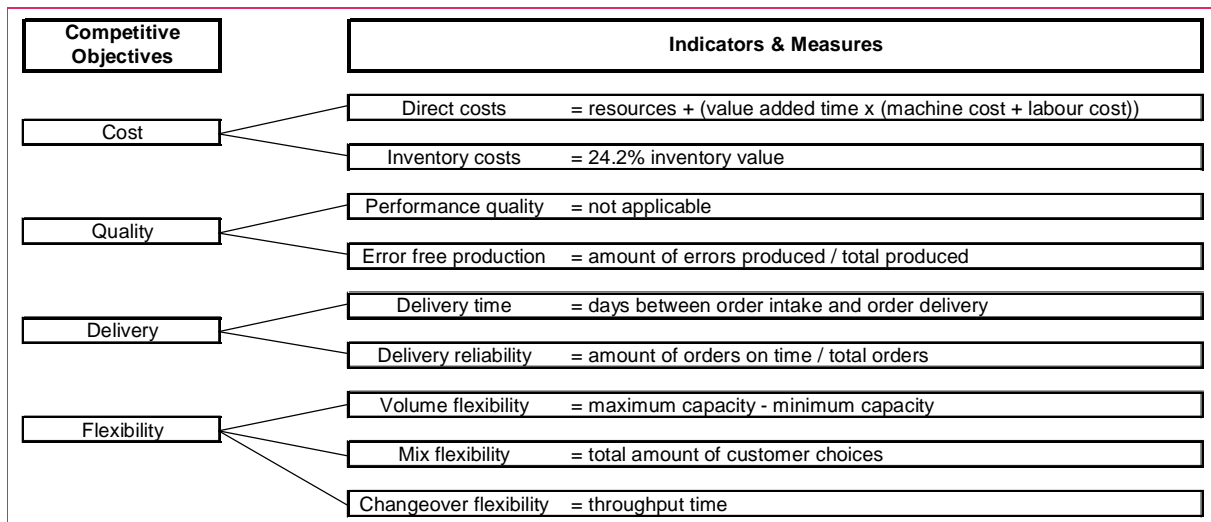 Competitive
Objectives
Indicators & Measures
Cost
Direct costs = resources + (value added time x (machine cost + labour cost))
Inventory costs = 24.2% inventory value
Quality
Performance quality = not applicable
Error free production = amount of errors produced / total produced
Delivery
Delivery time = days between order intake and order delivery
Delivery reliability = amount of orders on time / total orders
Flexibility
Volume flexibility = maximum capacity - minimum capacity
Mix flexibility = total amount of customer choices
Changeover flexibility = throughput time